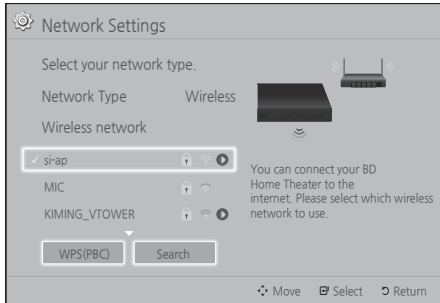 Network Settings
Select your network type.
Network Type Wireless
Wireless network
si-ap
MIC
KIMING_VTOWER
WPS(PBC) Search
You can connect your BD
Home Theater to the
internet. Please select which wireless
network to use.
Move Select Return